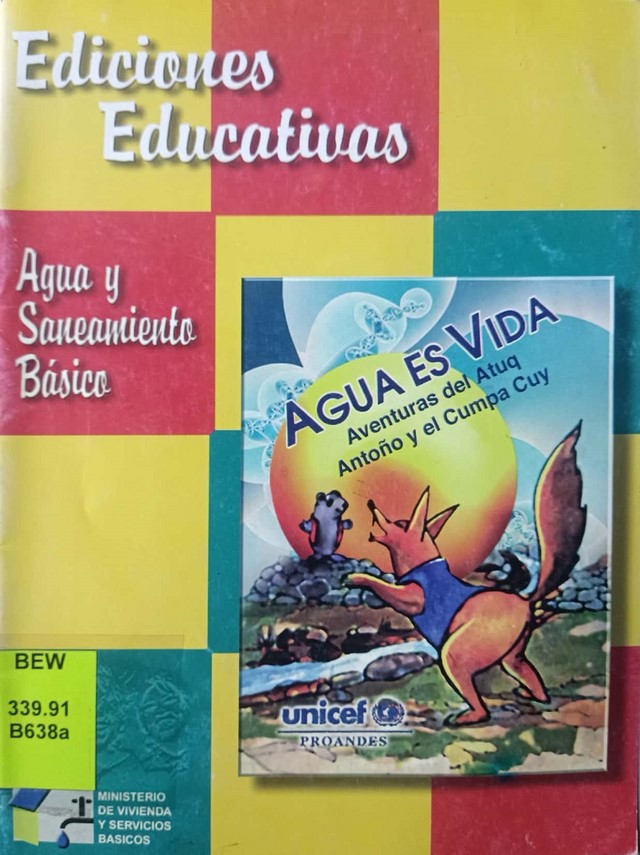 Ediciones
Educativas
Agua y
Saneamiento
Básico
AGUA ES VIDA
Aventuras del Atuq
Antoño y el Cumpa Cuy
unicef
PROANDES
BEW
339.91
B638a
MINISTERIO
DE VIVIENDA
Y SERVICIOS
BASICOS